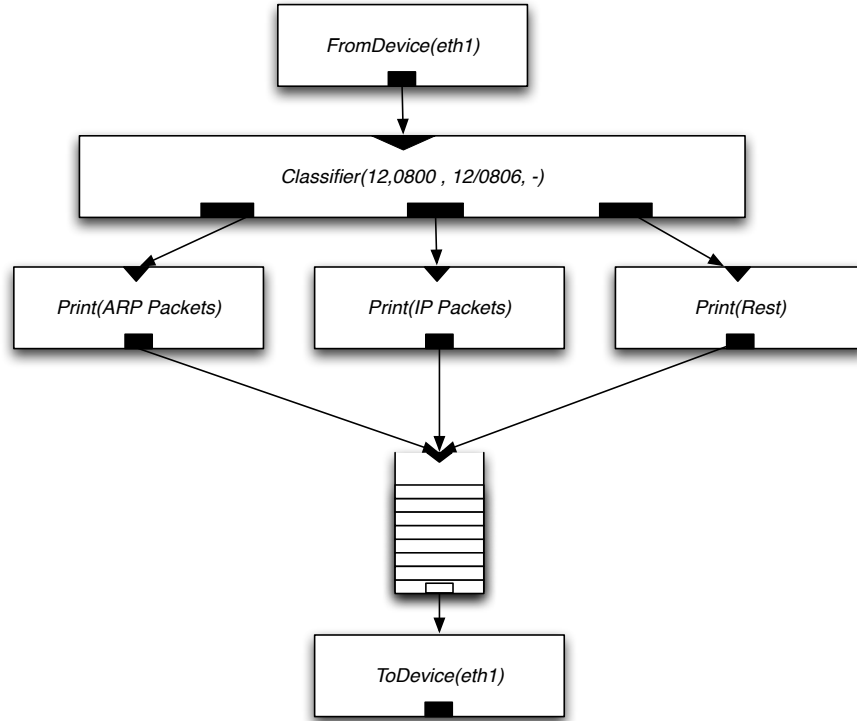 FromDevice(eth1)
Classifier(12,0800 , 12/0806, -)
Print(ARP Packets)
Print(IP Packets)
Print(Rest)
ToDevice(eth1)